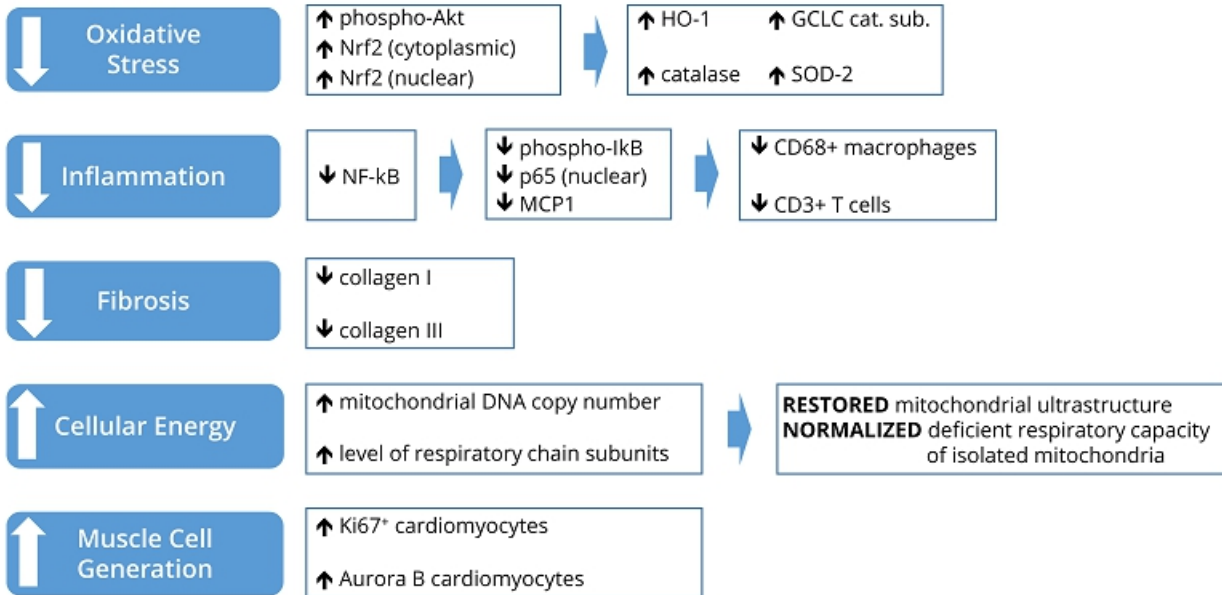 Oxidative
Stress
↑ phospho-Akt
↑ Nrf2 (cytoplasmic)
↑ Nrf2 (nuclear)
↑ HO-1 ↑ GCLC cat. sub.
↑ catalase ↑ SOD-2
Inflammation
↓ NF-kB
↓ phospho-IkB
↓ p65 (nuclear)
↓ MCP1
↓ CD68+ macrophages
↓ CD3+ T cells
Fibrosis
↓ collagen I
↓ collagen III
Cellular Energy
↑ mitochondrial DNA copy number
↑ level of respiratory chain subunits
RESTORED mitochondrial ultrastructure
NORMALIZED deficient respiratory capacity
of isolated mitochondria
Muscle Cell
Generation
↑ Ki67⁺ cardiomyocytes
↑ Aurora B cardiomyocytes